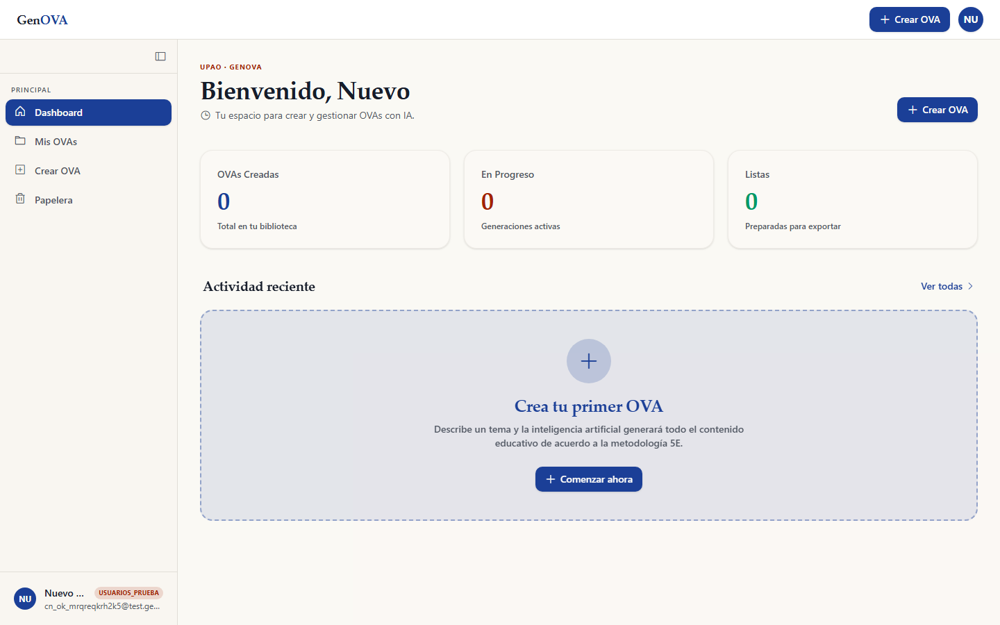 GenOVA
Crear OVA
NU
PRINCIPAL
Dashboard
Mis OVAs
Crear OVA
Papelera
UPAO · GENOVA
Bienvenido, Nuevo
Tu espacio para crear y gestionar OVAs con IA.
Crear OVA
OVAs Creadas
0
Total en tu biblioteca
En Progreso
0
Generaciones activas
Listas
0
Preparadas para exportar
Actividad reciente
Ver todas
Crea tu primer OVA
Describe un tema y la inteligencia artificial generará todo el contenido
educativo de acuerdo a la metodología 5E.
Comenzar ahora
NU
Nuevo ...
USUARIOS_PRUEBA
cn_ok_mrqreqkrh2k5@test.ge...